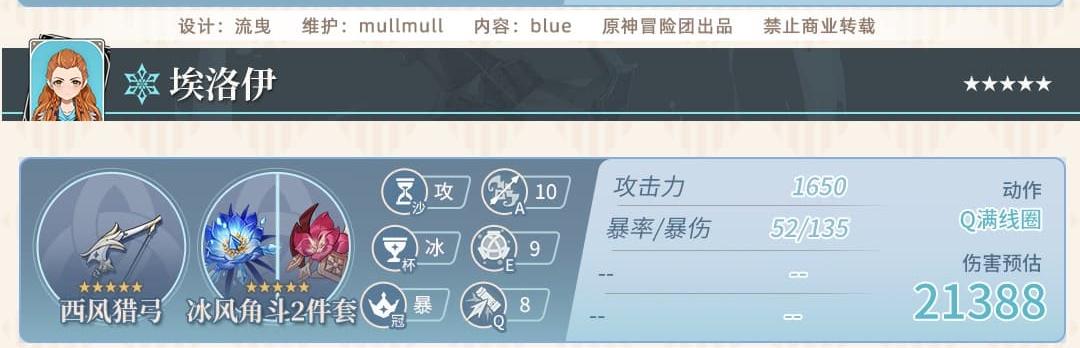 设计：流曳 维护：mullmull 内容：blue 原神冒险团出品 禁止商业转载
埃洛伊 ★★★★★
沙 攻 A 10
杯 冰 E 9
冠 暴 Q 8
★★★★★ ★★★★★
西风猎弓 冰风角斗2件套
攻击力 1650
暴率/暴伤 52/135
-- --
-- --
动作
Q满线圈
伤害预估
21388